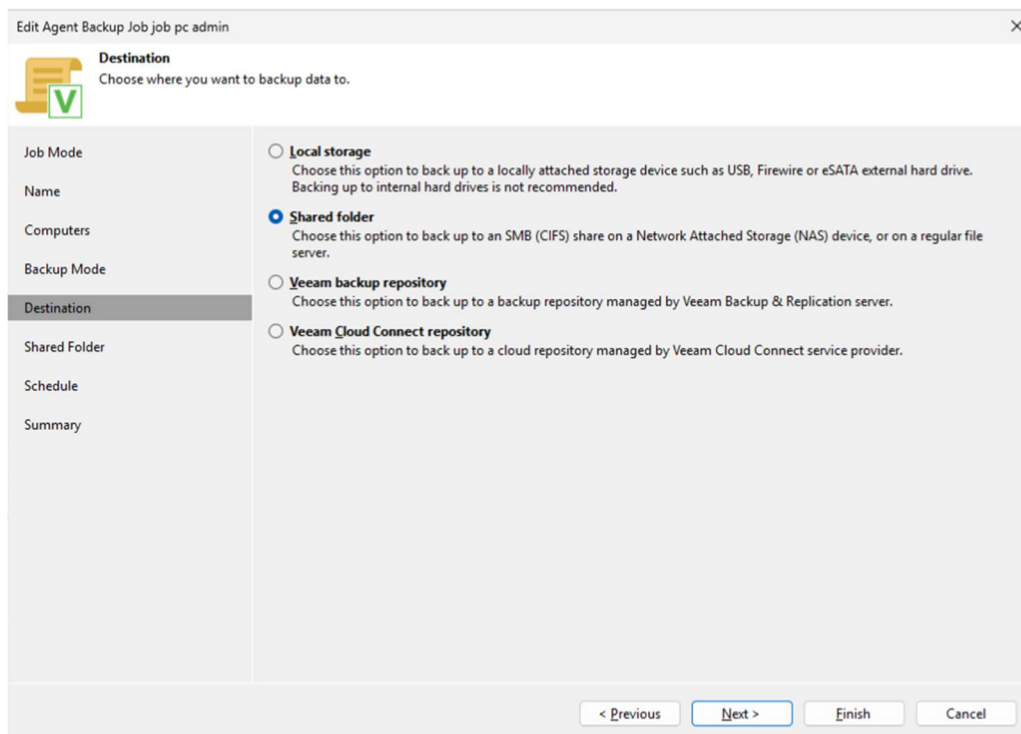 Edit Agent Backup Job job pc admin
Destination
Choose where you want to backup data to.
V
Job Mode
Name
Computers
Backup Mode
Destination
Shared Folder
Schedule
Summary
Local storage
Choose this option to back up to a locally attached storage device such as USB, Firewire or eSATA external hard drive.
Backing up to internal hard drives is not recommended.
Shared folder
Choose this option to back up to an SMB (CIFS) share on a Network Attached Storage (NAS) device, or on a regular file
server.
Veeam backup repository
Choose this option to back up to a backup repository managed by Veeam Backup & Replication server.
Veeam Cloud Connect repository
Choose this option to back up to a cloud repository managed by Veeam Cloud Connect service provider.
< Previous
Next >
Finish
Cancel